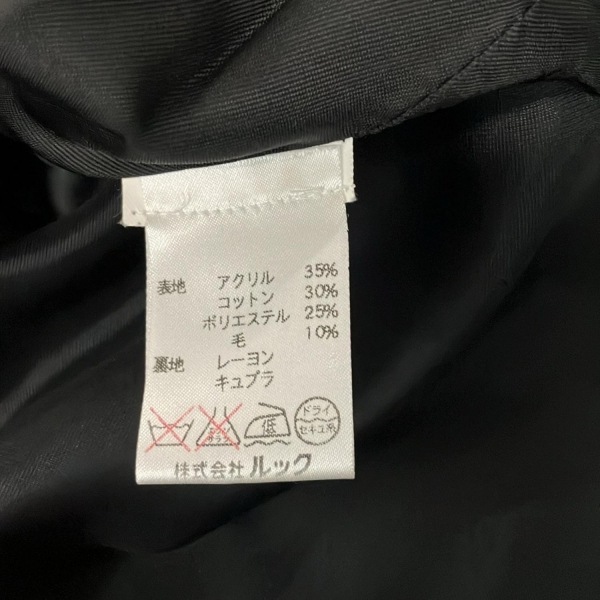 表地 アクリル 35%
コットン 30%
ポリエステル 25%
毛 10%
裏地 レーヨン
キュプラ
低
ドライ
セキユ系
株式会社 ルック